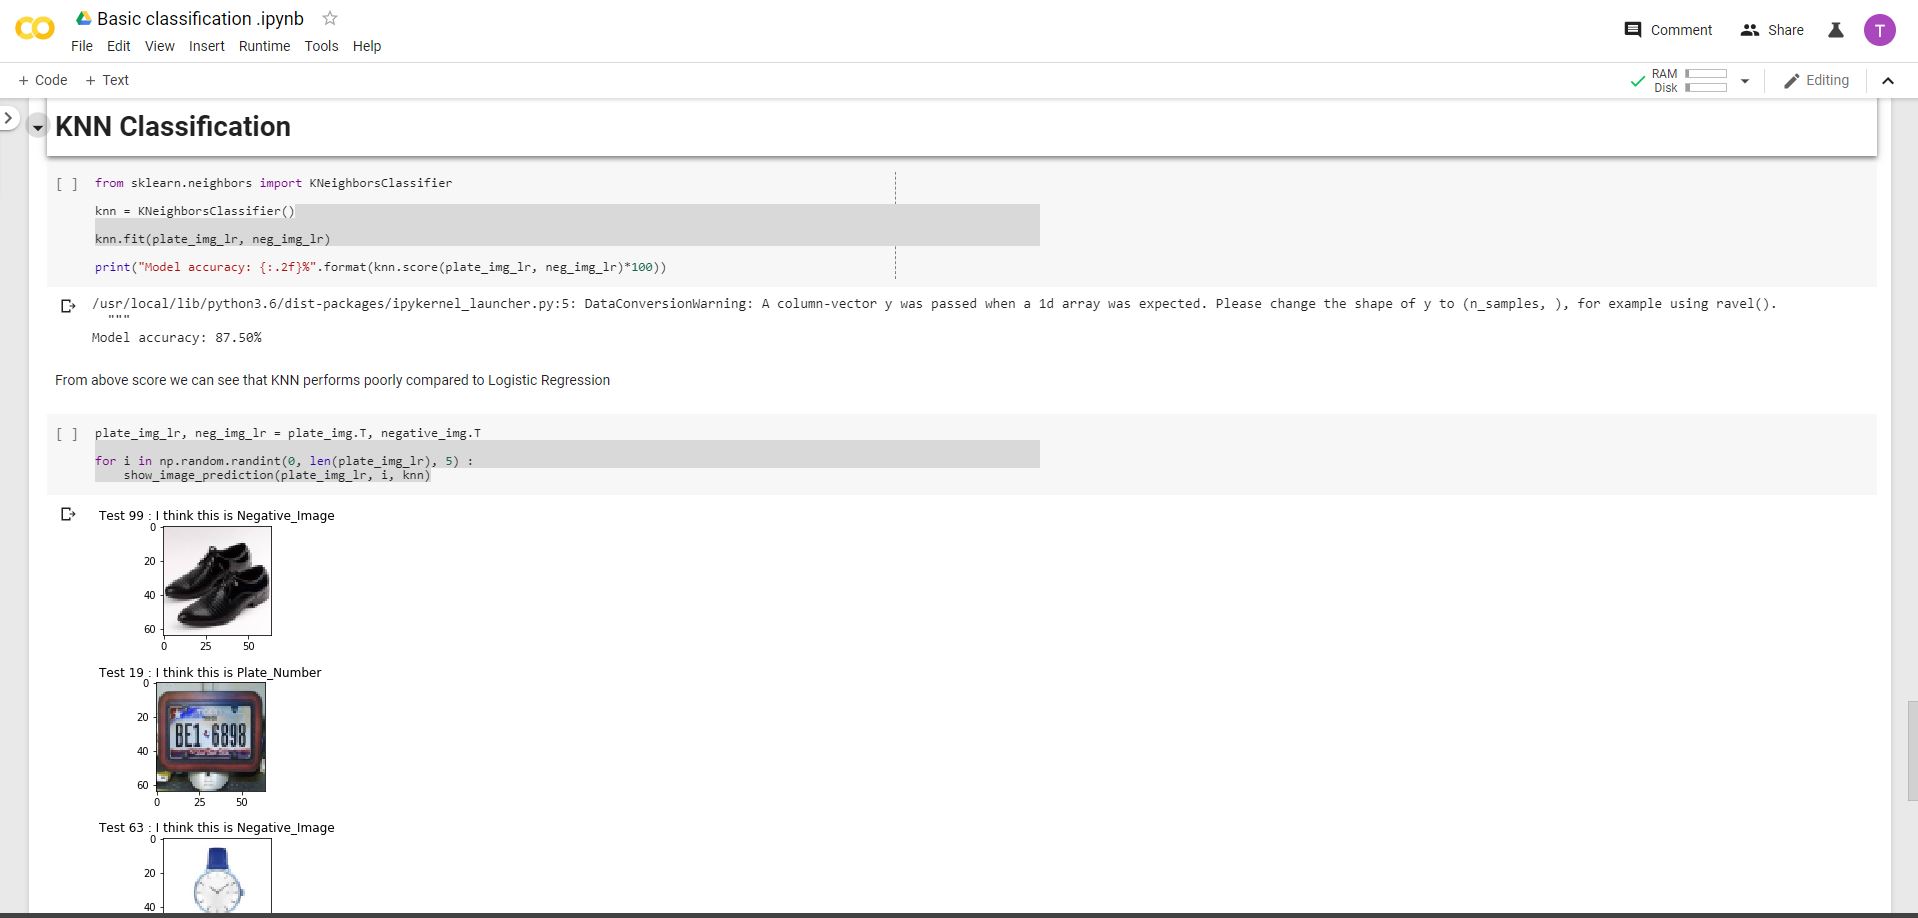 Basic classification .ipynb
File Edit View Insert Runtime Tools Help
Comment Share T
+ Code + Text
RAM
Disk
Editing
KNN Classification
[ ] from sklearn.neighbors import KNeighborsClassifier
knn = KNeighborsClassifier()
knn.fit(plate_img_lr, neg_img_lr)
print("Model accuracy: {:.2f}%".format(knn.score(plate_img_lr, neg_img_lr)*100))
/usr/local/lib/python3.6/dist-packages/ipykernel_launcher.py:5: DataConversionWarning: A column-vector y was passed when a 1d array was expected. Please change the shape of y to (n_samples, ), for example using ravel().
"""
Model accuracy: 87.50%
From above score we can see that KNN performs poorly compared to Logistic Regression
[ ] plate_img_lr, neg_img_lr = plate_img.T, negative_img.T
for i in np.random.randint(0, len(plate_img_lr), 5) :
show_image_prediction(plate_img_lr, i, knn)
Test 99 : I think this is Negative_Image
0
20
40
60
0 25 50
Test 19 : I think this is Plate_Number
0
20
BE1 6898
40
60
0 25 50
Test 63 : I think this is Negative_Image
0
20
40